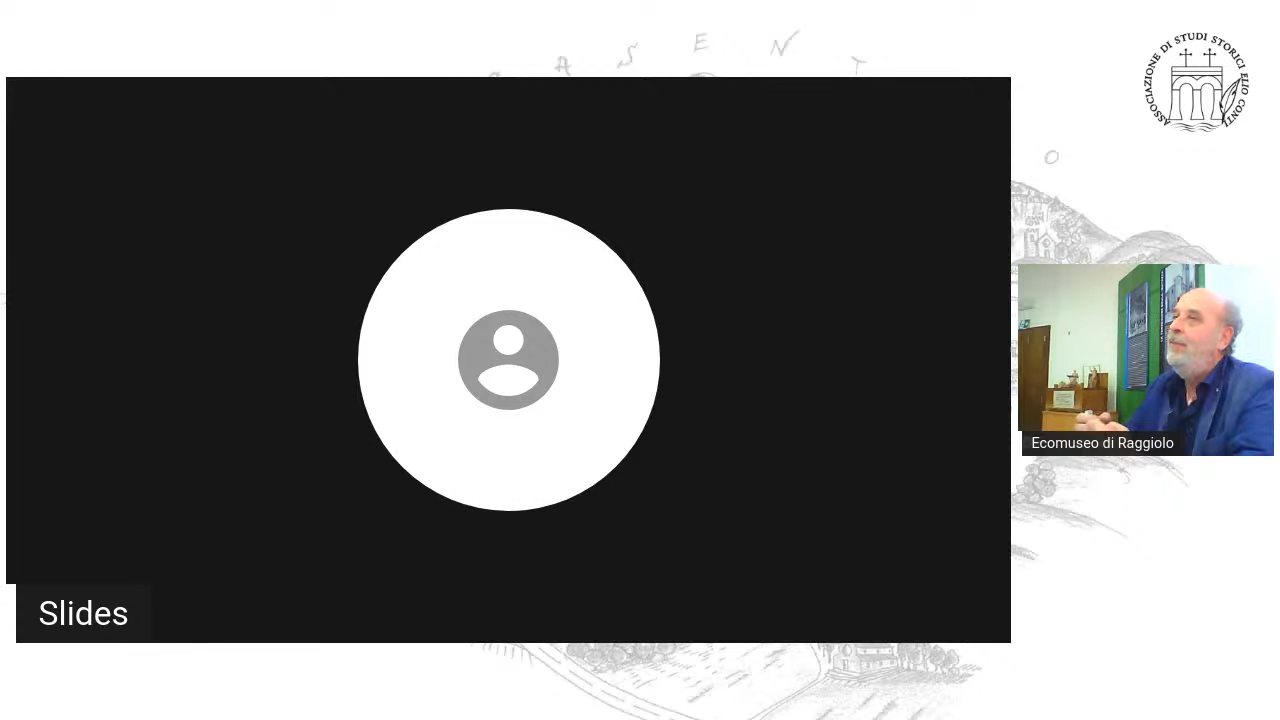 A S E N T
O
ASSOCIAZIONE DI STUDI STORICI ELIO CONTI
Ecomuseo di Raggiolo
Slides